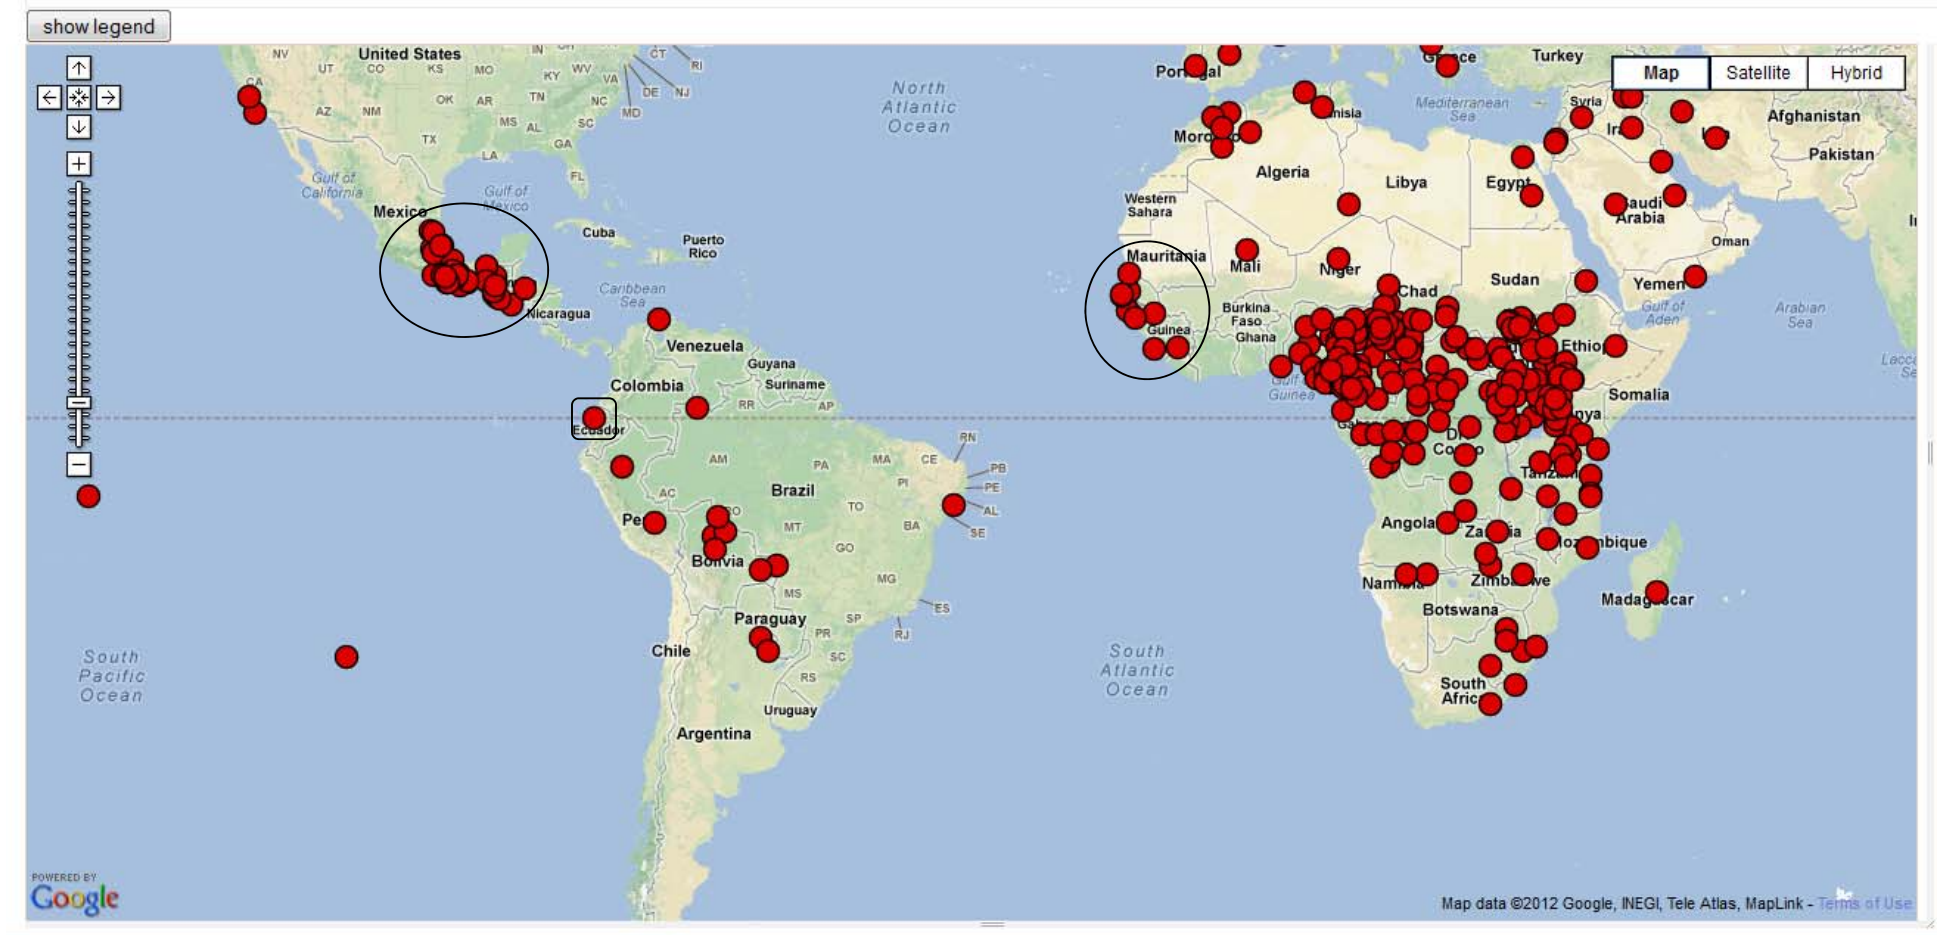 show legend
United States
NV
UT
CO
KS
MO
IN
OH
KY
WV
VA
CT
RI
DE
NJ
MD
CA
AZ
NM
OK
AR
TN
NC
MS
AL
SC
TX
LA
GA
FL
Gulf of
California
Gulf of
Mexico
Mexico
Cuba
Puerto
Rico
Caribbean
Sea
Nicaragua
North
Atlantic
Ocean
Venezuela
Guyana
Suriname
Colombia
RR
AP
Ecuador
AM
PA
MA
CE
RN
PB
PE
AL
SE
PI
AC
RO
TO
BA
MT
GO
MG
MS
ES
SP
RJ
PR
SC
RS
Brazil
Bolivia
Paraguay
Chile
Uruguay
Argentina
South
Pacific
Ocean
South
Atlantic
Ocean
Turkey
Map
Satellite
Hybrid
Mediterranean
Sea
Syria
Afghanistan
Pakistan
Algeria
Libya
Egypt
Western
Sahara
Saudi
Arabia
Oman
Mauritania
Mali
Niger
Chad
Sudan
Yemen
Gulf of
Aden
Arabian
Sea
Burkina
Faso
Ghana
Guinea
Gulf of
Guinea
Somalia
Angola
Botswana
South
Africa
POWERED BY
Google
Map data ©2012 Google, INEGI, Tele Atlas, MapLink - Terms of Use